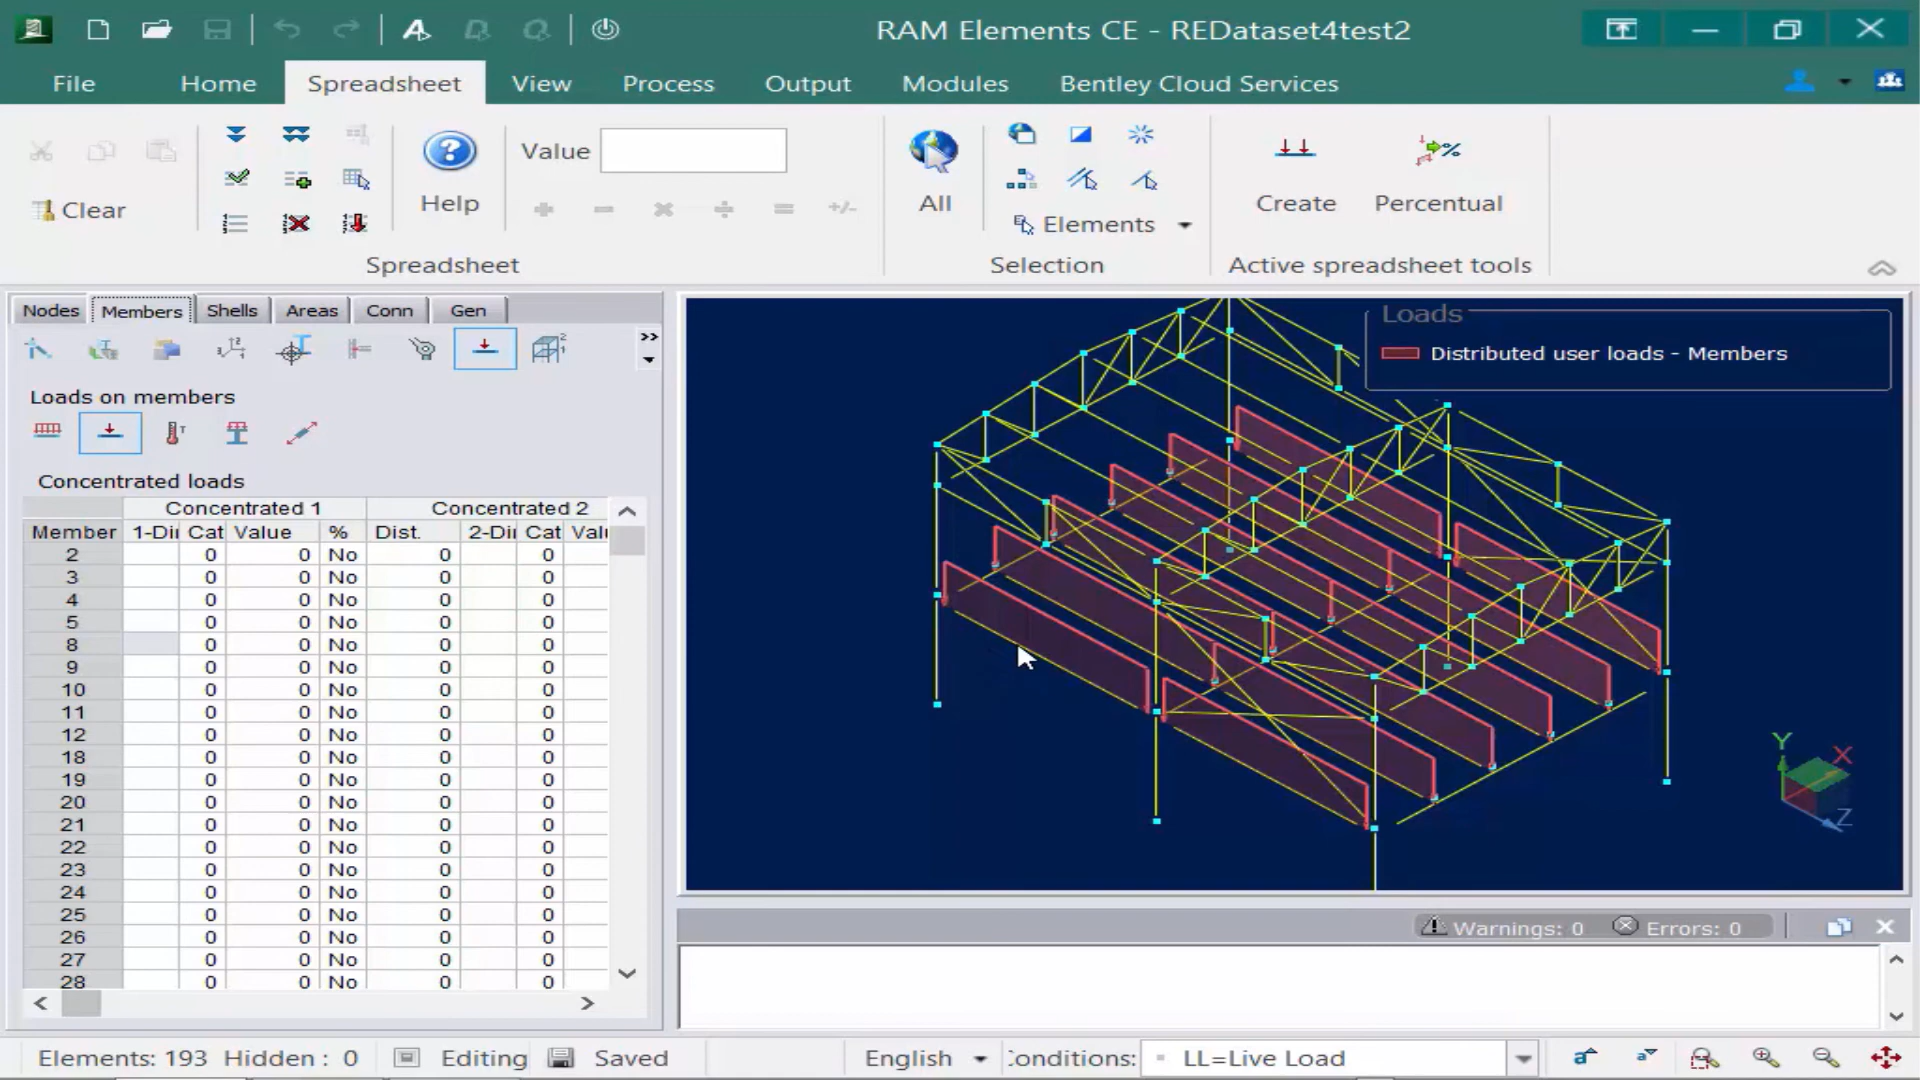 RAM Elements CE - REDataset4test2
File Home Spreadsheet View Process Output Modules Bentley Cloud Services
Clear
Help
Value
All
Elements
Create
Percentual
Spreadsheet
Selection
Active spreadsheet tools
Nodes Members Shells Areas Conn Gen
Loads on members
Concentrated loads
Concentrated 1 Concentrated 2
Member 1-Dir Cat Value % Dist. 2-Dir Cat Valu
2 0 0 No 0 0
3 0 0 No 0 0
4 0 0 No 0 0
5 0 0 No 0 0
8 0 0 No 0 0
9 0 0 No 0 0
10 0 0 No 0 0
11 0 0 No 0 0
12 0 0 No 0 0
18 0 0 No 0 0
19 0 0 No 0 0
20 0 0 No 0 0
21 0 0 No 0 0
22 0 0 No 0 0
23 0 0 No 0 0
24 0 0 No 0 0
25 0 0 No 0 0
26 0 0 No 0 0
27 0 0 No 0 0
28 0 0 No 0 0
Loads
Distributed user loads - Members
Y
X
Z
Warnings: 0 Errors: 0
Elements: 193 Hidden : 0 Editing Saved English Conditions: LL=Live Load